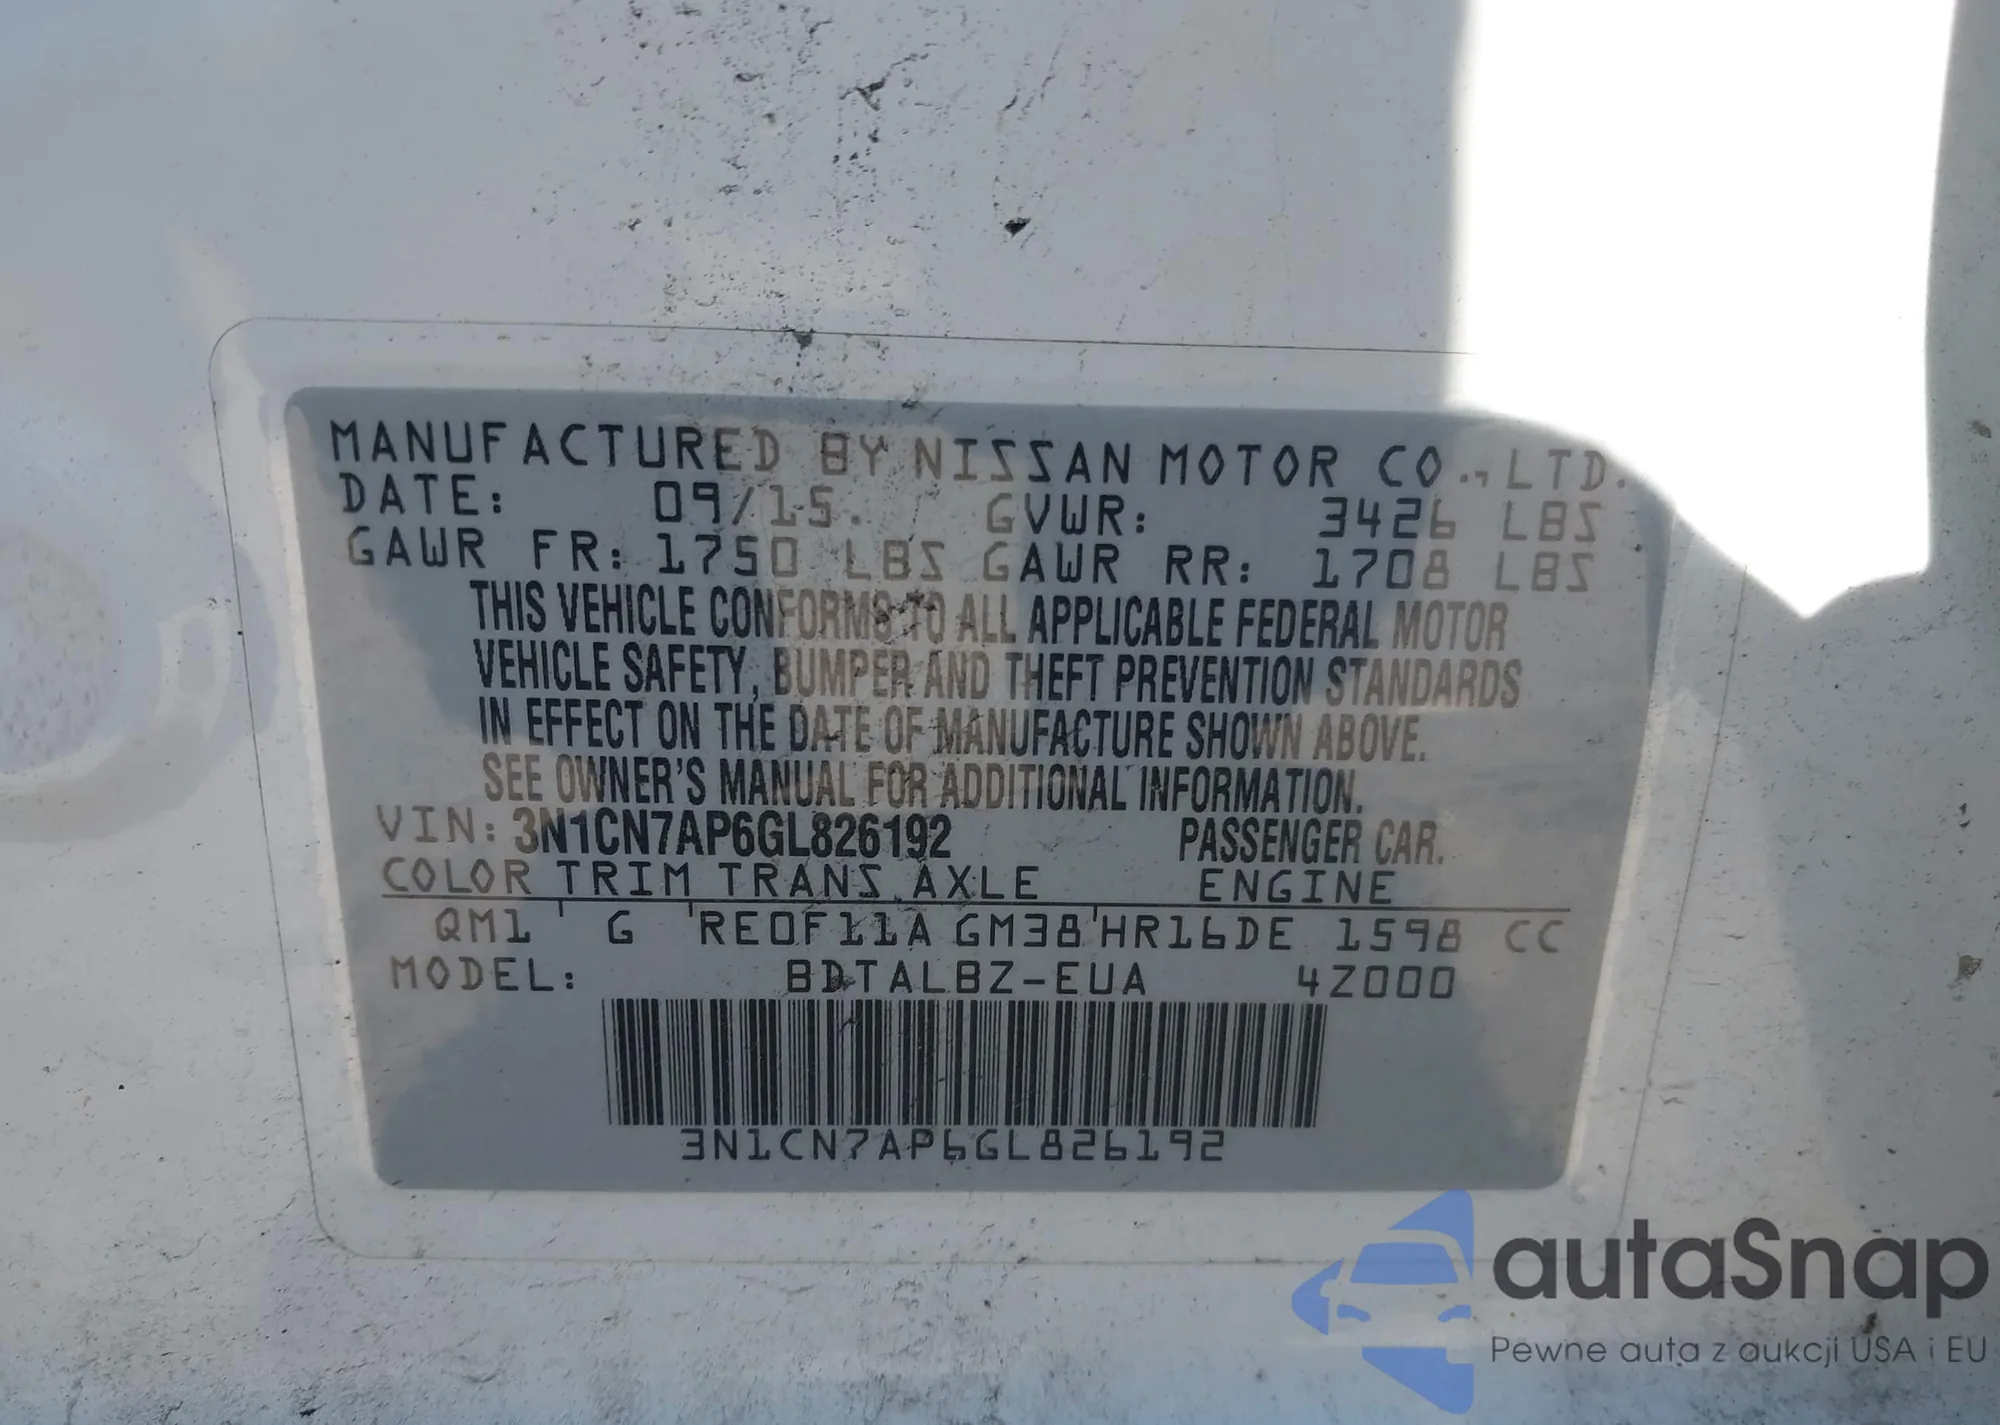 MANUFACTURED BY NISSAN MOTOR CO., LTD.
DATE: 09/15. GVWR: 3426 LBS
GAWR FR: 1750 LBS GAWR RR: 1708 LBS
THIS VEHICLE CONFORMS TO ALL APPLICABLE FEDERAL MOTOR
VEHICLE SAFETY, BUMPER AND THEFT PREVENTION STANDARDS
IN EFFECT ON THE DATE OF MANUFACTURE SHOWN ABOVE.
SEE OWNER'S MANUAL FOR ADDITIONAL INFORMATION.
VIN: 3N1CN7AP6GL826192 PASSENGER CAR.
COLOR TRIM TRANS AXLE ENGINE
QM1 G RE0F11A GM38 HR16DE 1598 CC
MODEL: BDTALBZ-EUA 4Z000
3N1CN7AP6GL826192
autaSnap
Pewne auta z aukcji USA i EU